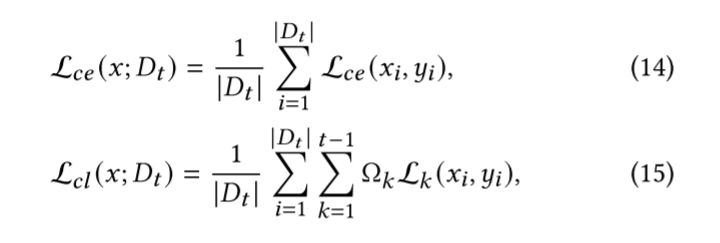 \mathcal{L}_{ce}(x; D_t) = \frac{1}{|D_t|} \sum_{i=1}^{|D_t|} \mathcal{L}_{ce}(x_i, y_i), (14)
\mathcal{L}_{cl}(x; D_t) = \frac{1}{|D_t|} \sum_{i=1}^{|D_t|} \sum_{k=1}^{t-1} \Omega_k \mathcal{L}_k(x_i, y_i), (15)